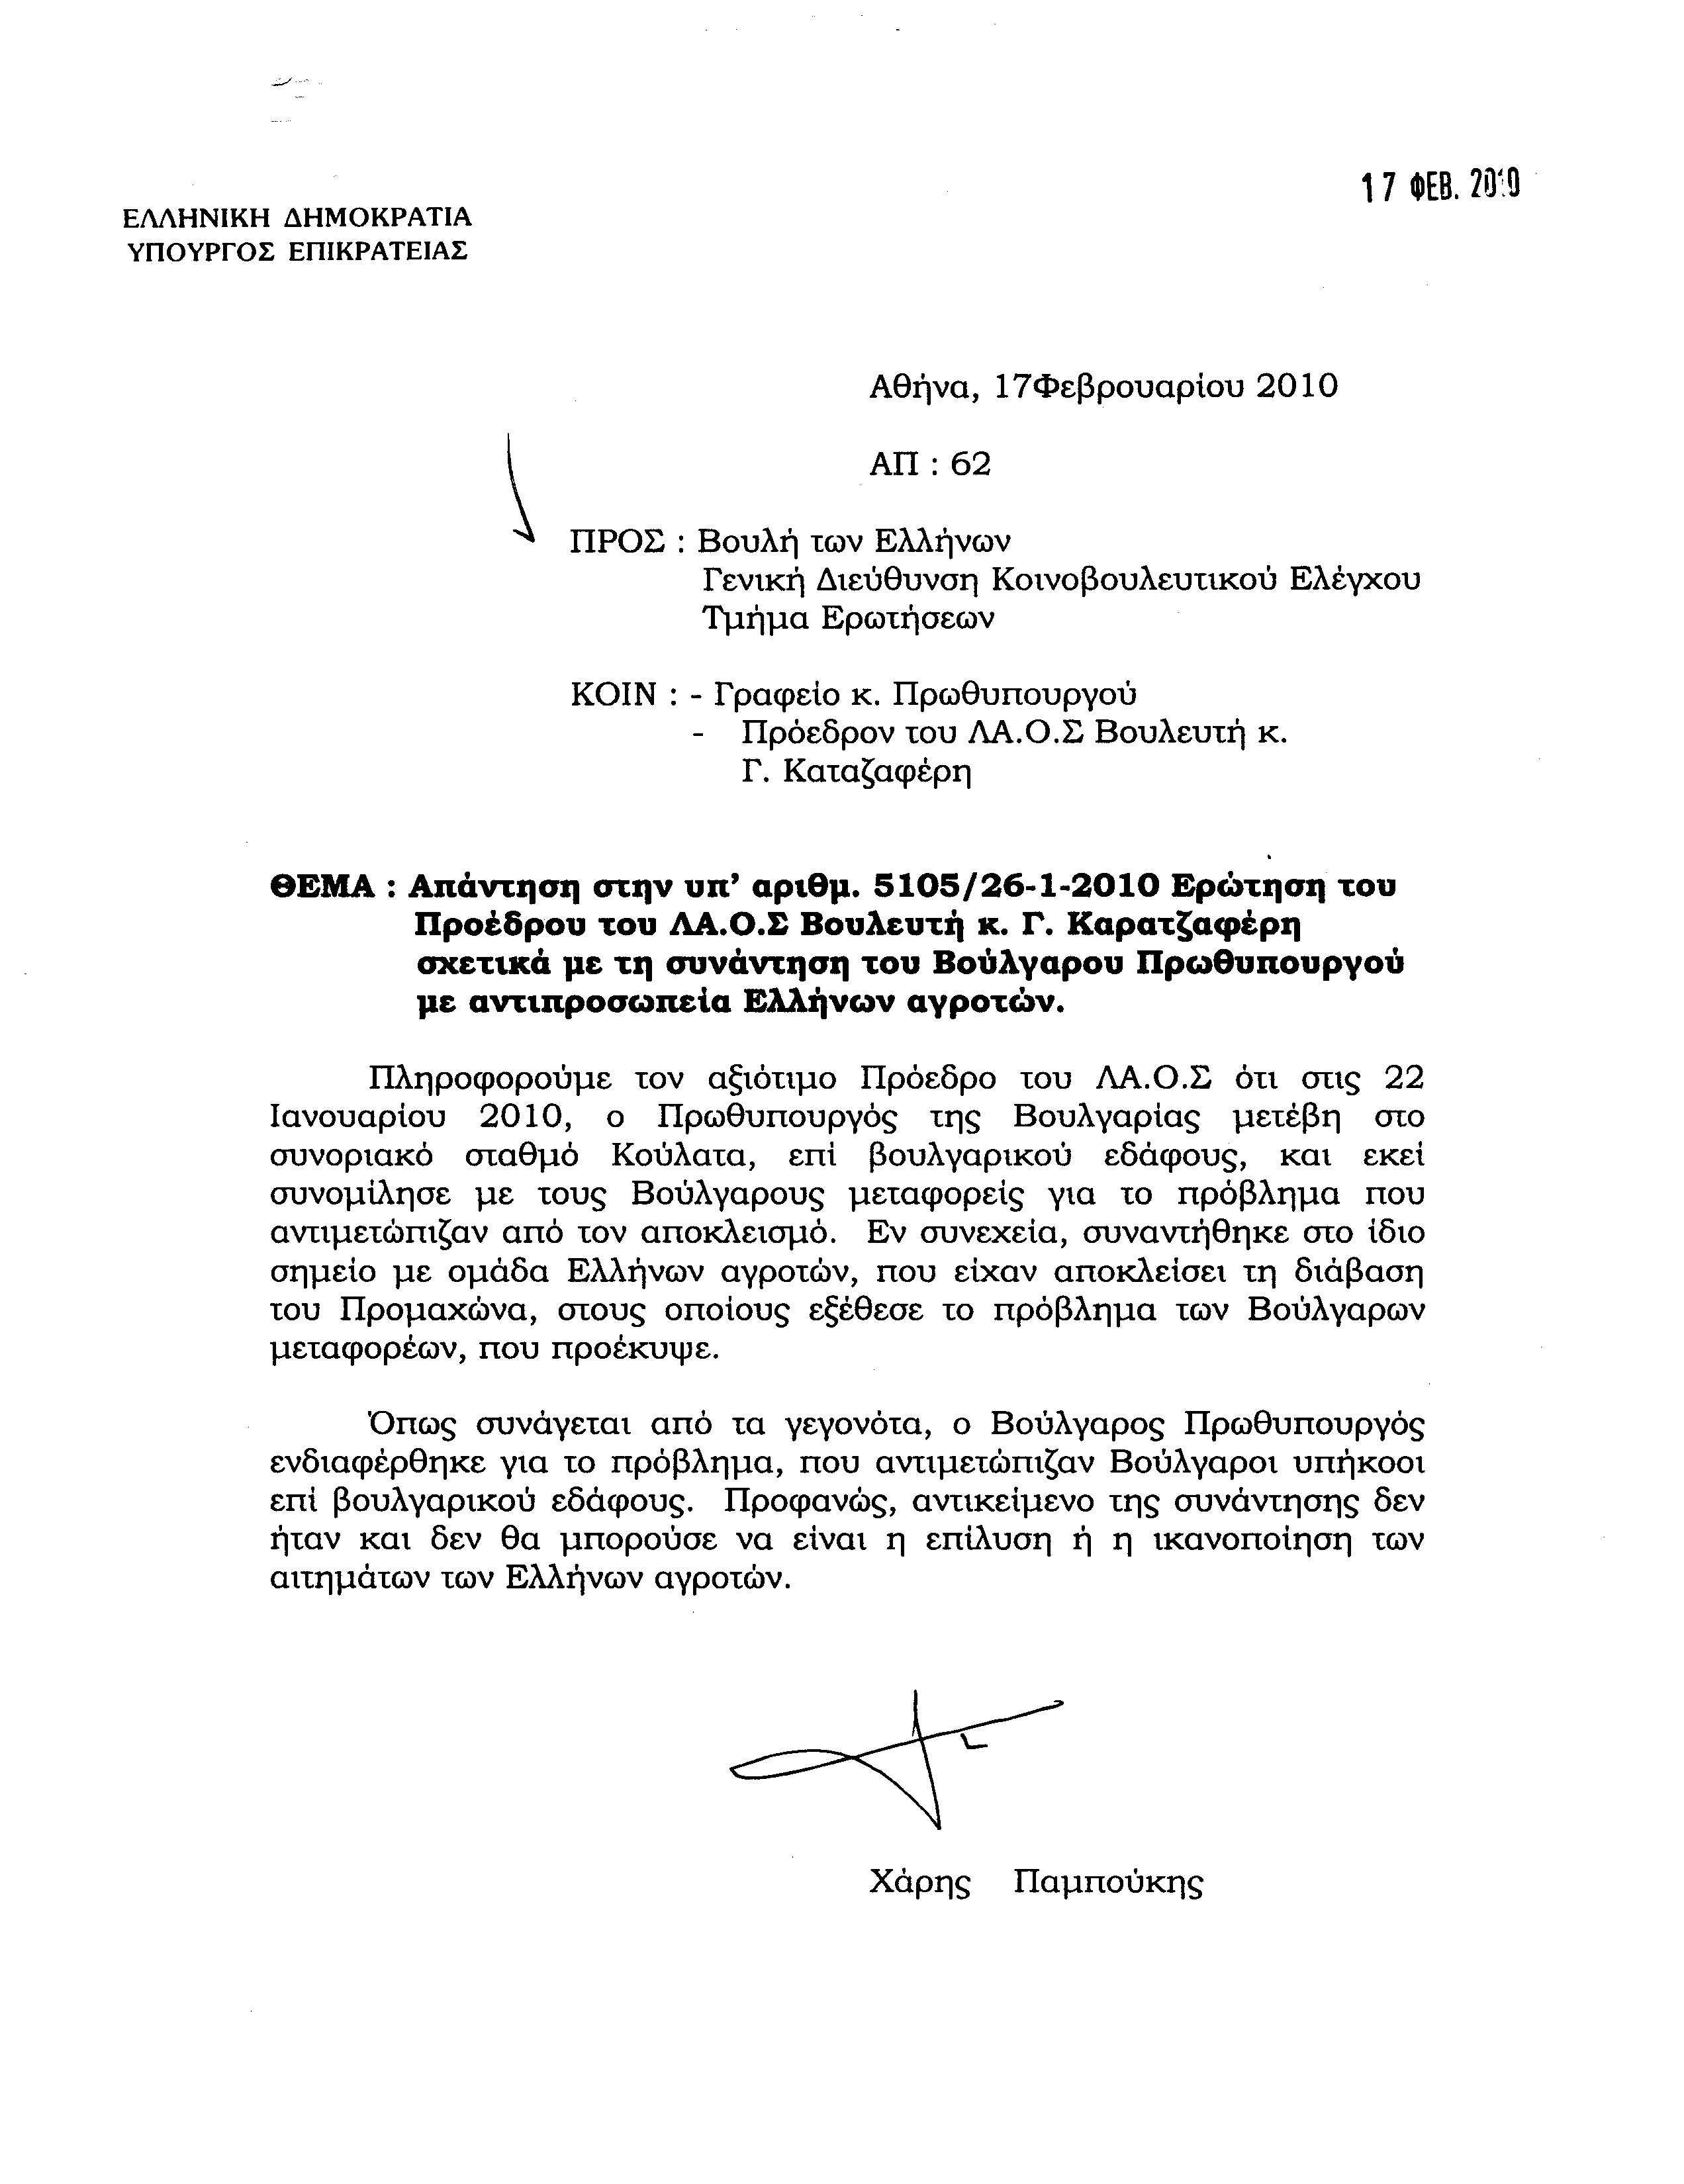 17 ΦΕΒ. 2010
ΕΛΛΗΝΙΚΗ ΔΗΜΟΚΡΑΤΙΑ
ΥΠΟΥΡΓΟΣ ΕΠΙΚΡΑΤΕΙΑΣ
Αθήνα, 17Φεβρουαρίου 2010
ΑΠ : 62
ΠΡΟΣ : Βουλή των Ελλήνων
Γενική Διεύθυνση Κοινοβουλευτικού Ελέγχου
Τμήμα Ερωτήσεων
ΚΟΙΝ : - Γραφείο κ. Πρωθυπουργού
- Πρόεδρον του ΛΑ.Ο.Σ Βουλευτή κ.
Γ. Καταζαφέρη
ΘΕΜΑ : Απάντηση στην υπ’ αριθμ. 5105/26-1-2010 Ερώτηση του
Προέδρου του ΛΑ.Ο.Σ Βουλευτή κ. Γ. Καρατζαφέρη
σχετικά με τη συνάντηση του Βούλγαρου Πρωθυπουργού
με αντιπροσωπεία Ελλήνων αγροτών.
Πληροφορούμε τον αξιότιμο Πρόεδρο του ΛΑ.Ο.Σ ότι στις 22
Ιανουαρίου 2010, ο Πρωθυπουργός της Βουλγαρίας μετέβη στο
συνοριακό σταθμό Κούλατα, επί βουλγαρικού εδάφους, και εκεί
συνομίλησε με τους Βούλγαρους μεταφορείς για το πρόβλημα που
αντιμετώπιζαν από τον αποκλεισμό. Εν συνεχεία, συναντήθηκε στο ίδιο
σημείο με ομάδα Ελλήνων αγροτών, που είχαν αποκλείσει τη διάβαση
του Προμαχώνα, στους οποίους εξέθεσε το πρόβλημα των Βούλγαρων
μεταφορέων, που προέκυψε.
Όπως συνάγεται από τα γεγονότα, ο Βούλγαρος Πρωθυπουργός
ενδιαφέρθηκε για το πρόβλημα, που αντιμετώπιζαν Βούλγαροι υπήκοοι
επί βουλγαρικού εδάφους. Προφανώς, αντικείμενο της συνάντησης δεν
ήταν και δεν θα μπορούσε να είναι η επίλυση ή η ικανοποίηση των
αιτημάτων των Ελλήνων αγροτών.
Χάρης Παμπούκης